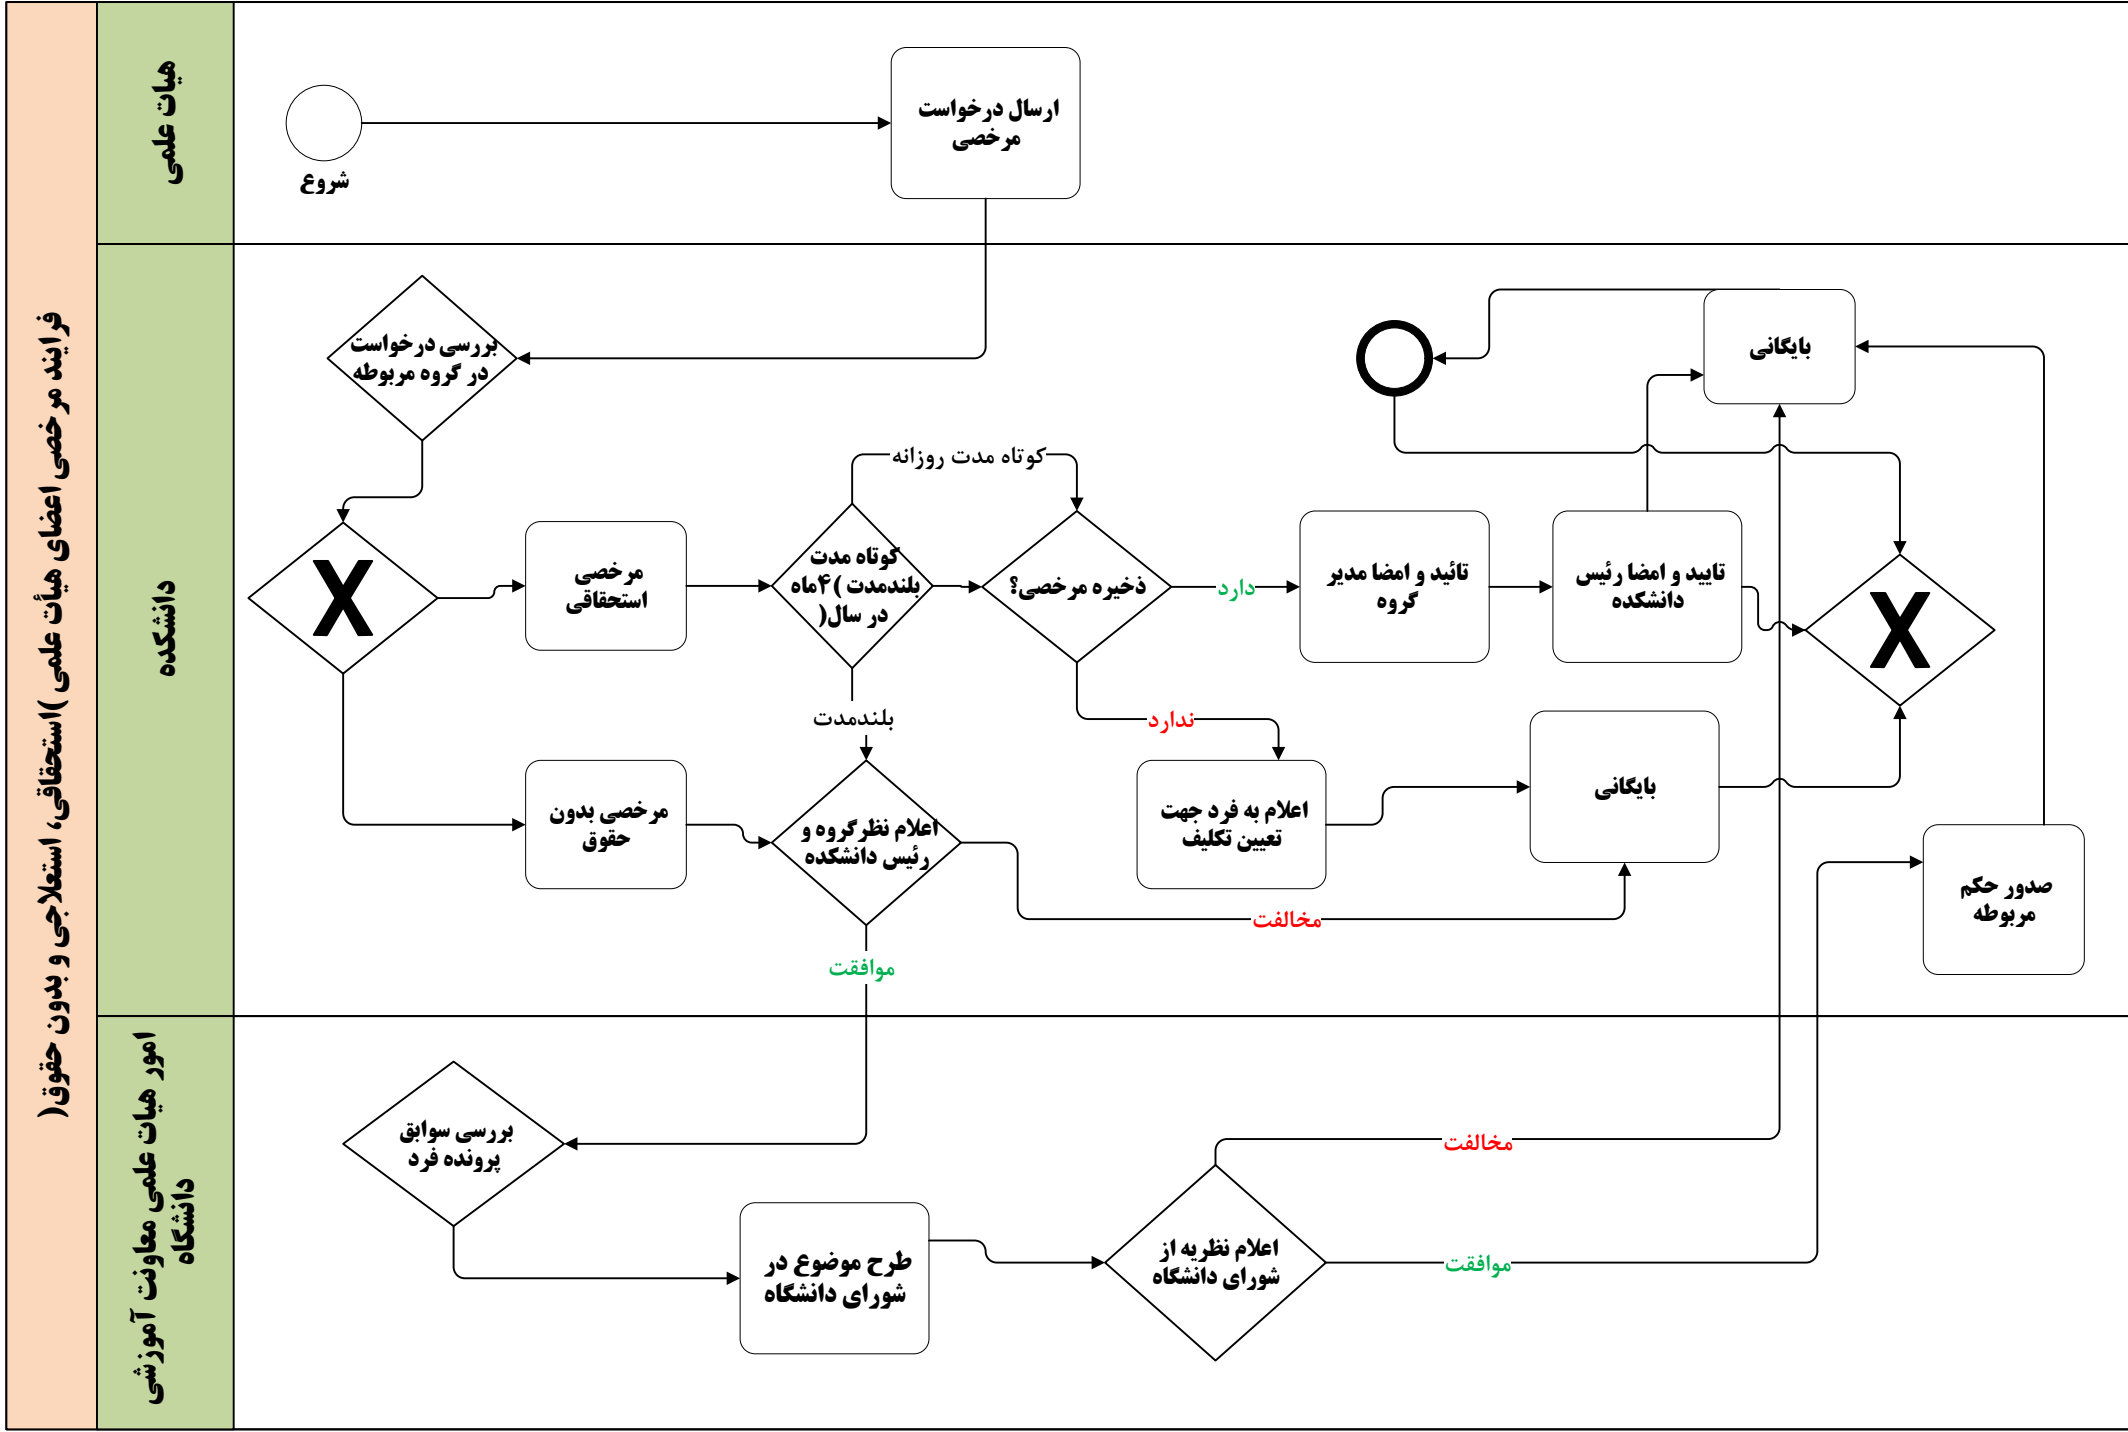 فرایند مرخصی اعضای هیأت علمی )استحقاقی، استعلاجی و بدون حقوق(
هیات علمی
شروع
ارسال درخواست
مرخصی
دانشکده
بررسی درخواست
در گروه مربوطه
X
مرخصی
استحقاقی
کوتاه مدت
بلندمدت )۴ماه
در سال(
کوتاه مدت روزانه
ذخیره مرخصی؟
دارد
تائید و امضا مدیر
گروه
تایید و امضا رئیس
دانشکده
بایگانی
X
بلندمدت
ندارد
مرخصی بدون
حقوق
اعلام نظرگروه و
رئیس دانشکده
اعلام به فرد جهت
تعیین تکلیف
بایگانی
مخالفت
موافقت
صدور حکم
مربوطه
امور هیات علمی معاونت آموزشی
دانشگاه
بررسی سوابق
پرونده فرد
طرح موضوع در
شورای دانشگاه
اعلام نظریه از
شورای دانشگاه
مخالفت
موافقت